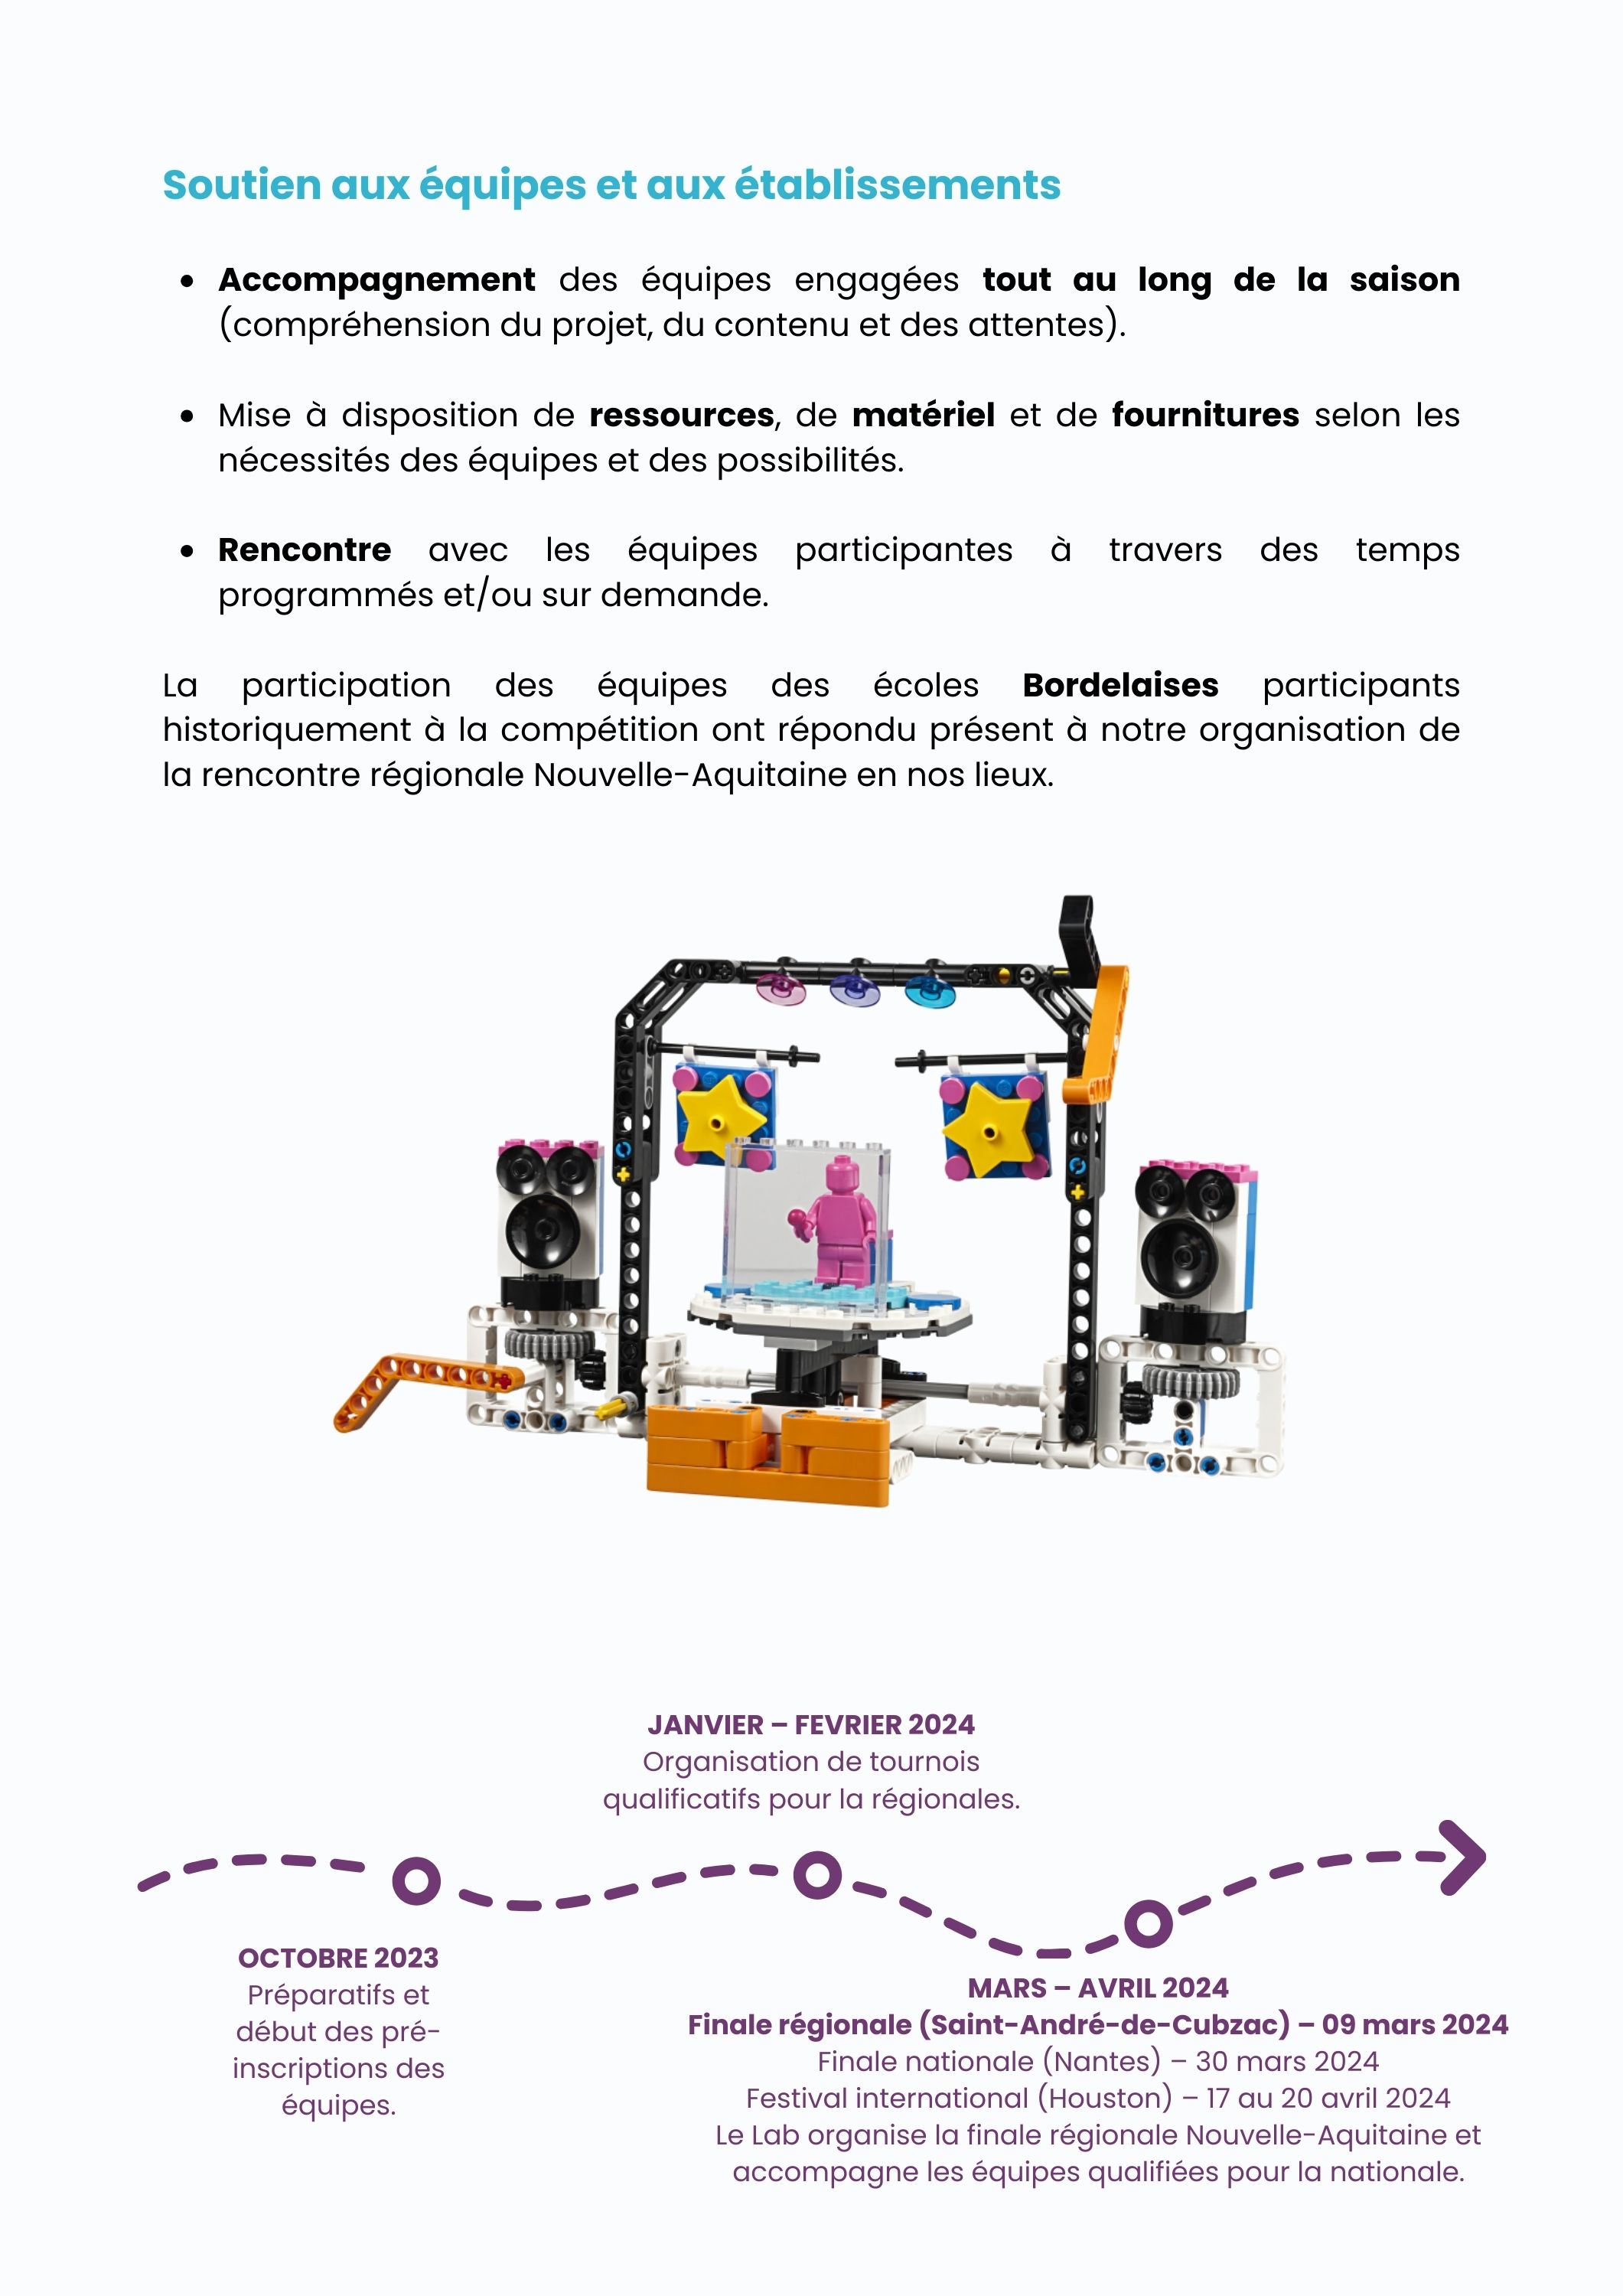 Soutien aux équipes et aux établissements
• Accompagnement des équipes engagées tout au long de la saison
(compréhension du projet, du contenu et des attentes).
• Mise à disposition de ressources, de matériel et de fournitures selon les
nécessités des équipes et des possibilités.
• Rencontre avec les équipes participantes à travers des temps
programmés et/ou sur demande.
La participation des équipes des écoles Bordelaises participants
historiquement à la compétition ont répondu présent à notre organisation de
la rencontre régionale Nouvelle-Aquitaine en nos lieux.
JANVIER – FEVRIER 2024
Organisation de tournois
qualificatifs pour la régionales.
OCTOBRE 2023
Préparatifs et
début des pré-
inscriptions des
équipes.
MARS – AVRIL 2024
Finale régionale (Saint-André-de-Cubzac) – 09 mars 2024
Finale nationale (Nantes) – 30 mars 2024
Festival international (Houston) – 17 au 20 avril 2024
Le Lab organise la finale régionale Nouvelle-Aquitaine et
accompagne les équipes qualifiées pour la nationale.